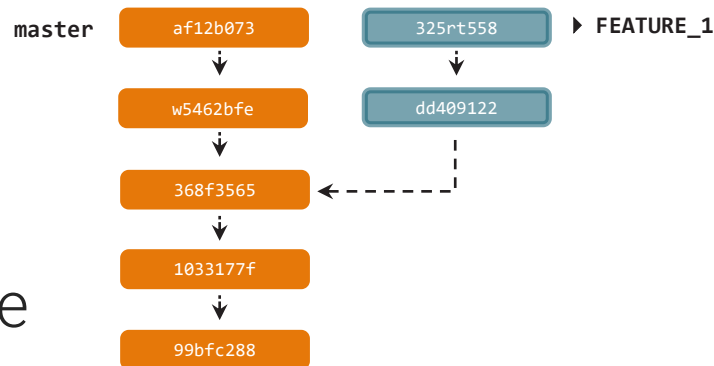 master af12b073 325rt558 FEATURE_1
w5462bfe dd409122
368f3565
1033177f
e
99bfc288